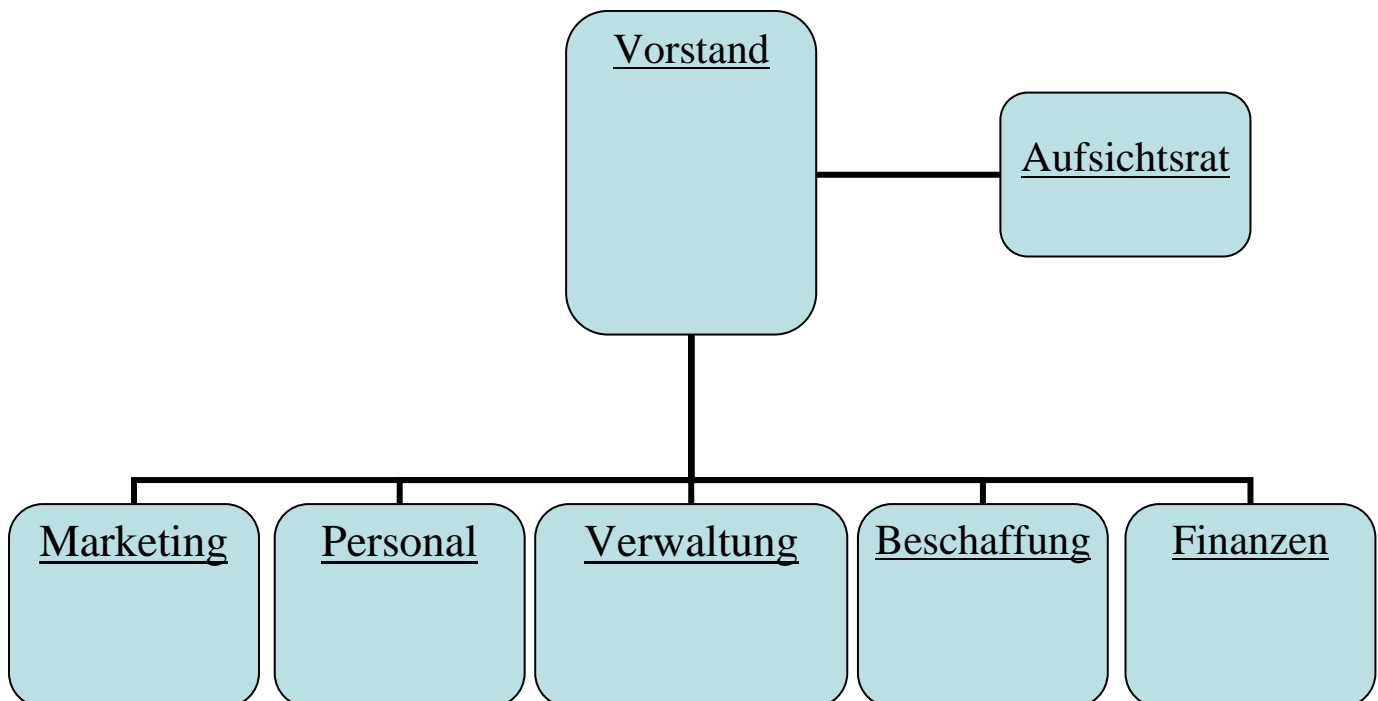 Vorstand
Aufsichtsrat
Marketing
Personal
Verwaltung
Beschaffung
Finanzen